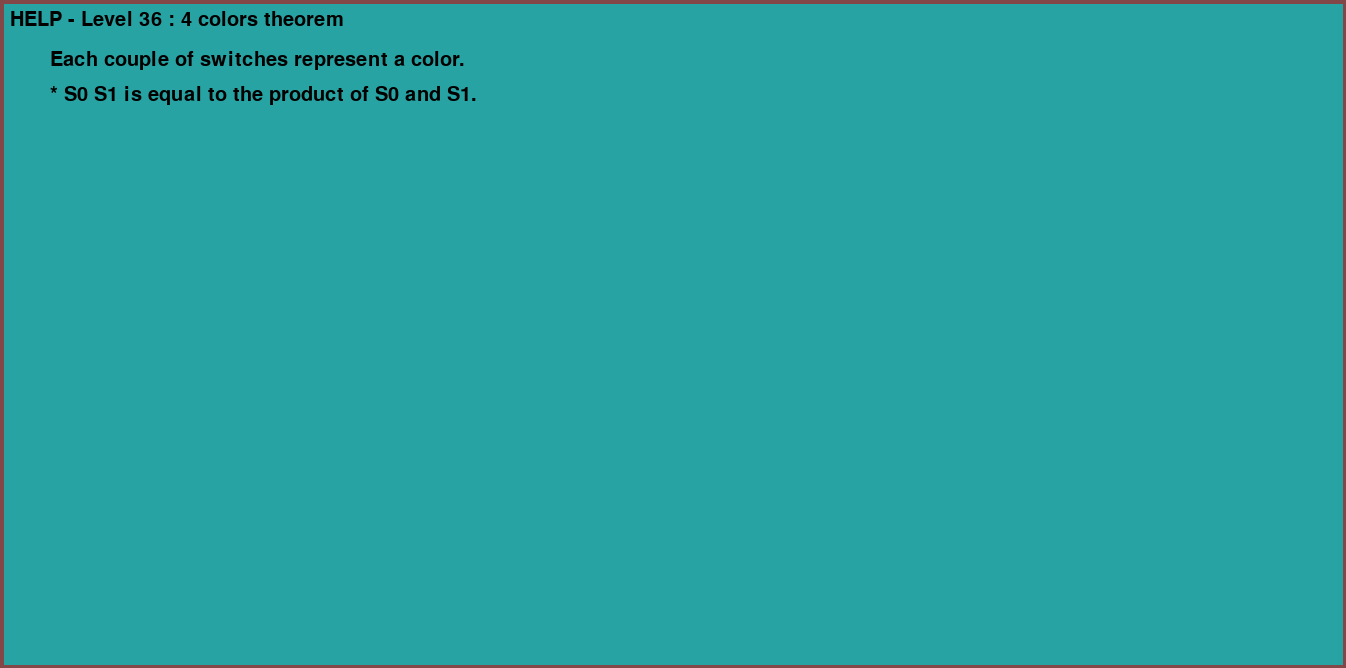 HELP - Level 36 : 4 colors theorem
Each couple of switches represent a color.
* S0 S1 is equal to the product of S0 and S1.